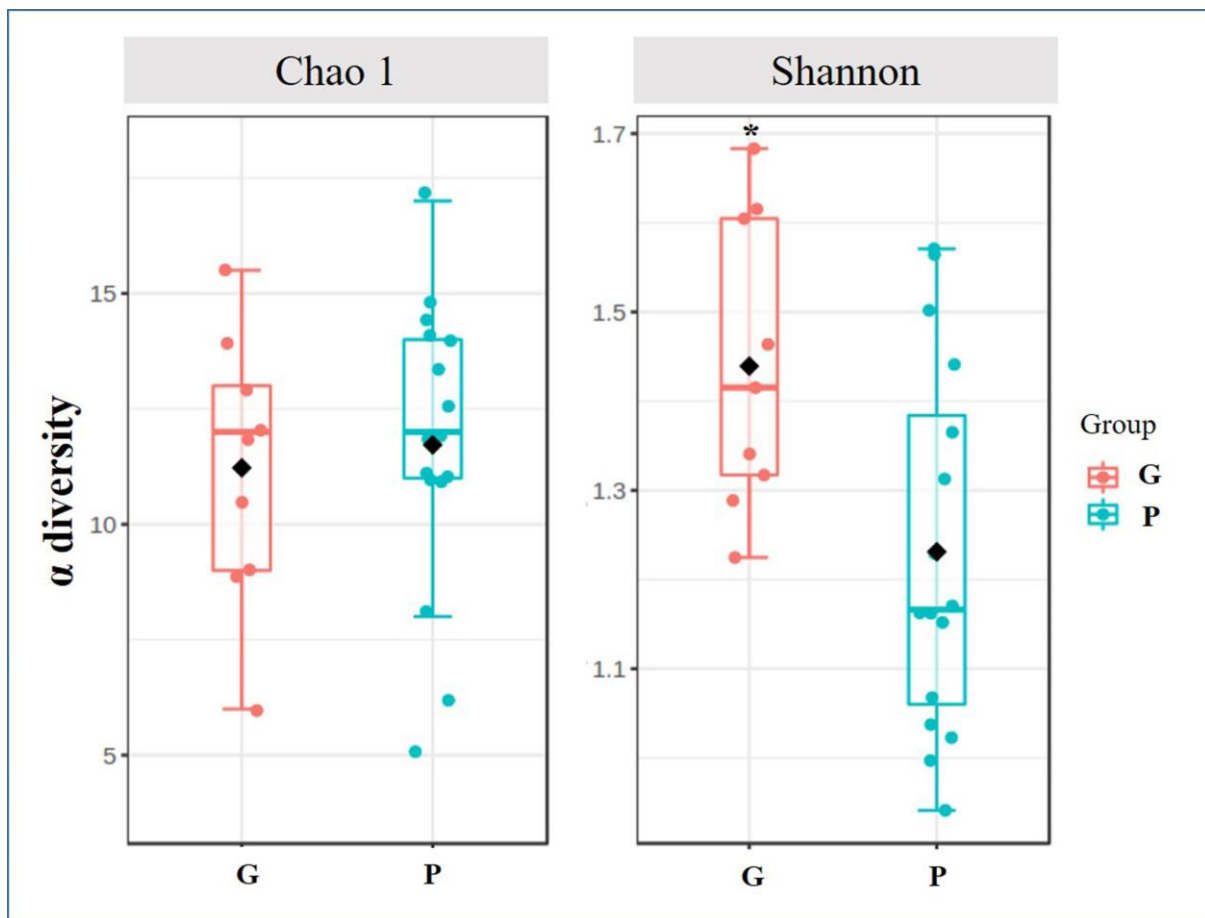 Chao 1
Shannon
α diversity
15
10
5
G
P
*
1.7
1.5
1.3
1.1
G
P
Group
G
P